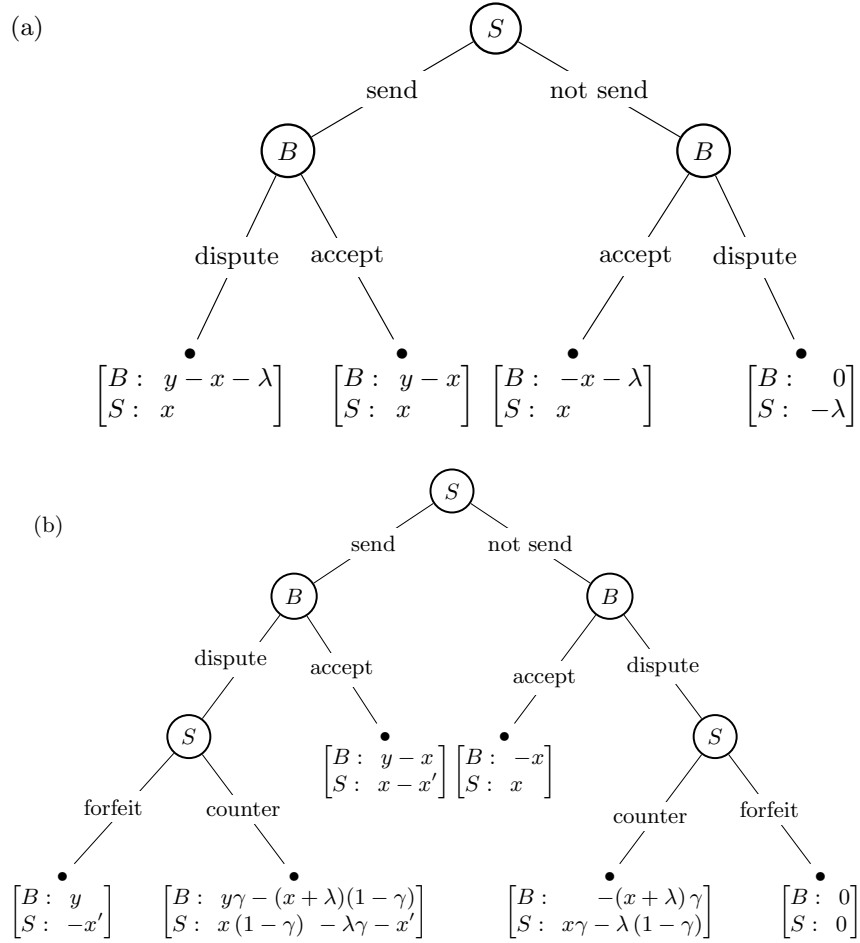 (a)
S
send not send
B B
dispute accept accept dispute
[B : y − x − λ] [B : y − x] [B : −x − λ] [B : 0]
[S : x] [S : x] [S : x] [S : −λ]
(b)
S
send not send
B B
dispute accept accept dispute
S S
[B : y − x] [B : −x]
[S : x − x′] [S : x]
forfeit counter counter forfeit
[B : y] [B : yγ − (x + λ)(1 − γ)] [B : -(x + λ) γ] [B : 0]
[S : −x′] [S : x (1 − γ) − λγ − x′] [S : xγ − λ (1 − γ)] [S : 0]